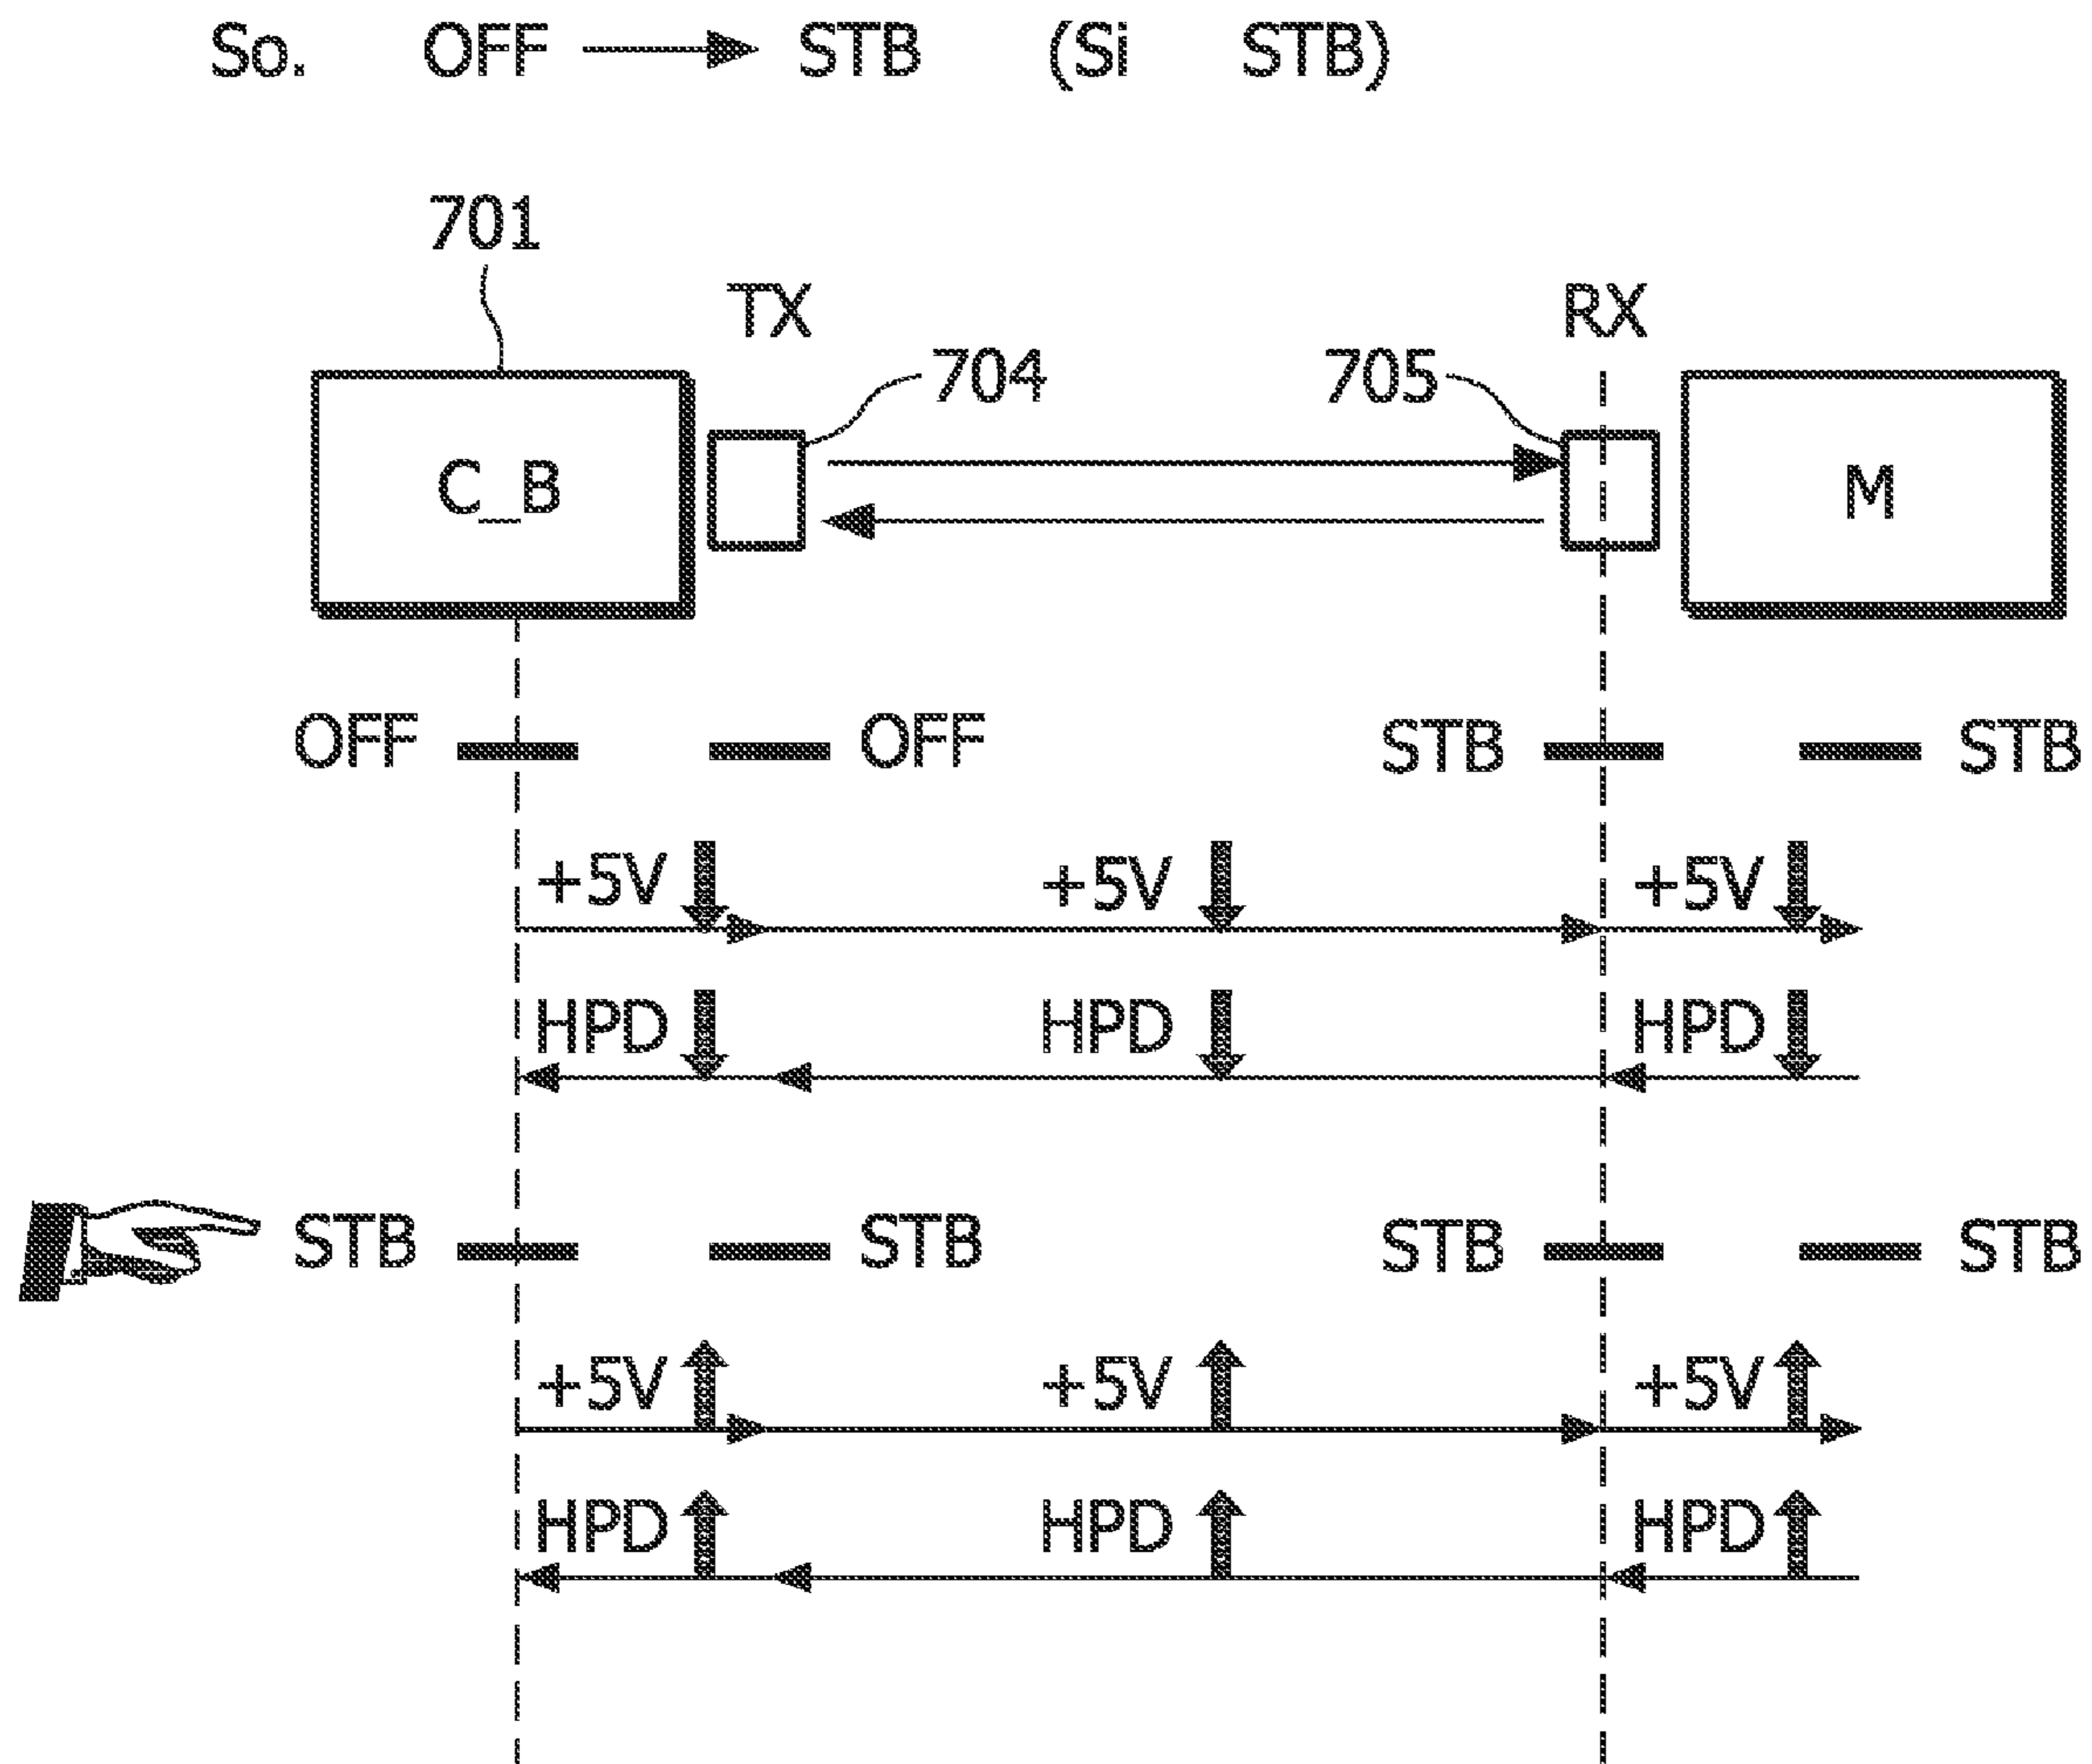 So. OFF STB (Si STB)
701
TX RX
704 705
C_B M
OFF OFF STB STB
+5V +5V +5V
HPD HPD HPD
STB STB STB STB
+5V +5V +5V
HPD HPD HPD